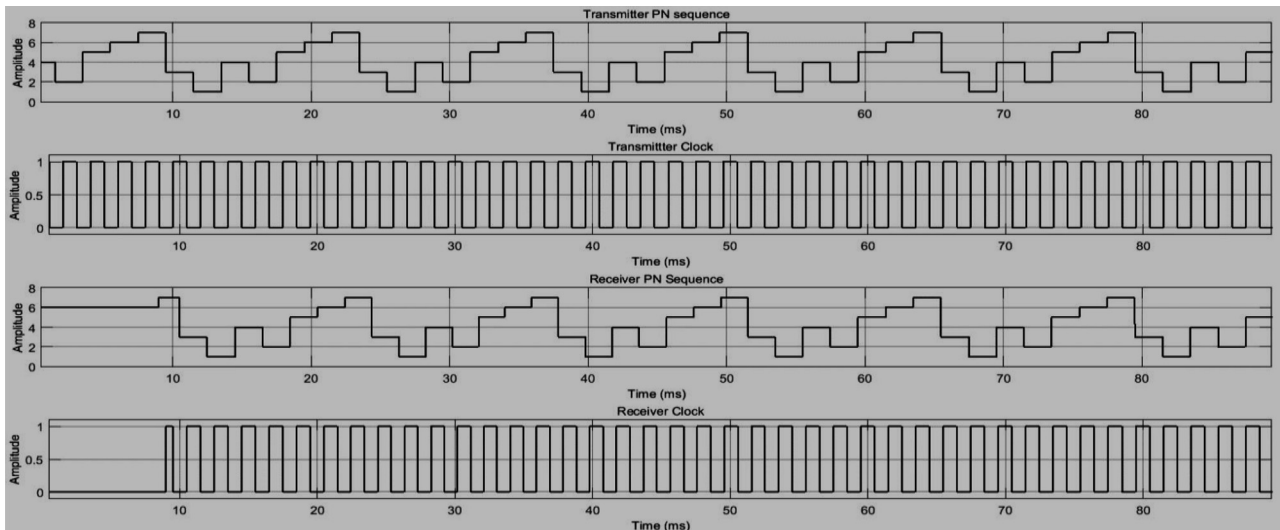 Transmitter PN sequence
Amplitude
8
6
4
2
0
10 20 30 40 50 60 70 80
Time (ms)
Transmittter Clock
Amplitude
1
0.5
0
10 20 30 40 50 60 70 80
Time (ms)
Receiver PN Sequence
Amplitude
8
6
4
2
0
10 20 30 40 50 60 70 80
Time (ms)
Receiver Clock
Amplitude
1
0.5
0
10 20 30 40 50 60 70 80
Time (ms)